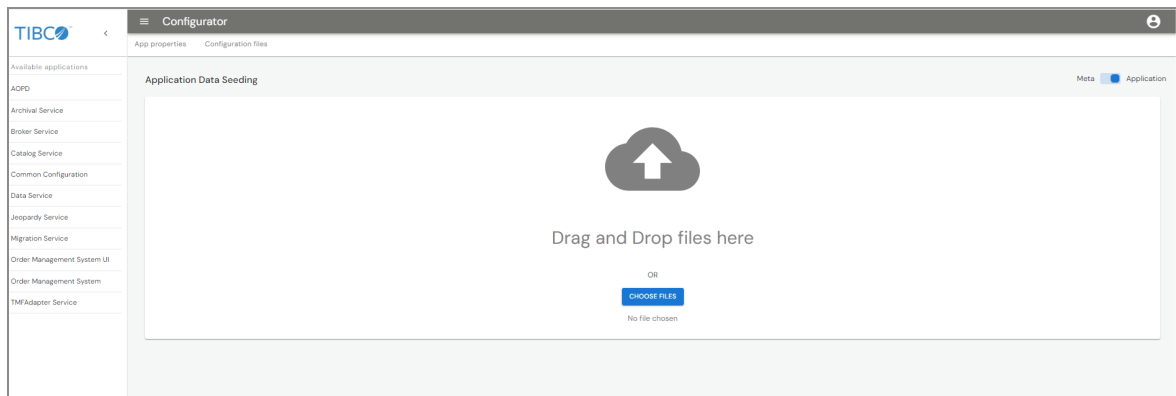 TIBCO
Configurator
App properties Configuration files
Available applications
AOPD
Archival Service
Broker Service
Catalog Service
Common Configuration
Data Service
Jeopardy Service
Migration Service
Order Management System UI
Order Management System
TMFAdapter Service
Application Data Seeding
Meta Application
Drag and Drop files here
OR
CHOOSE FILES
No file chosen